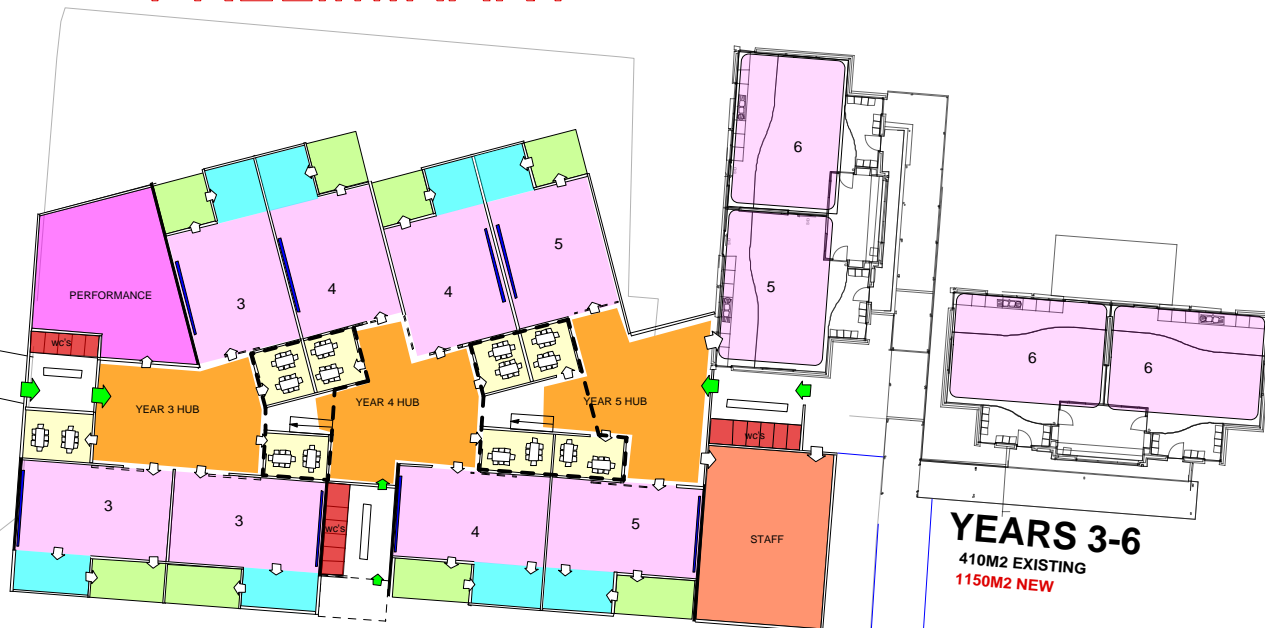 6
5
PERFORMANCE
3
4
4
5
WC'S
YEAR 3 HUB
YEAR 4 HUB
YEAR 5 HUB
6
6
3
3
WC'S
4
5
WC'S
STAFF
YEARS 3-6
410M2 EXISTING
1150M2 NEW